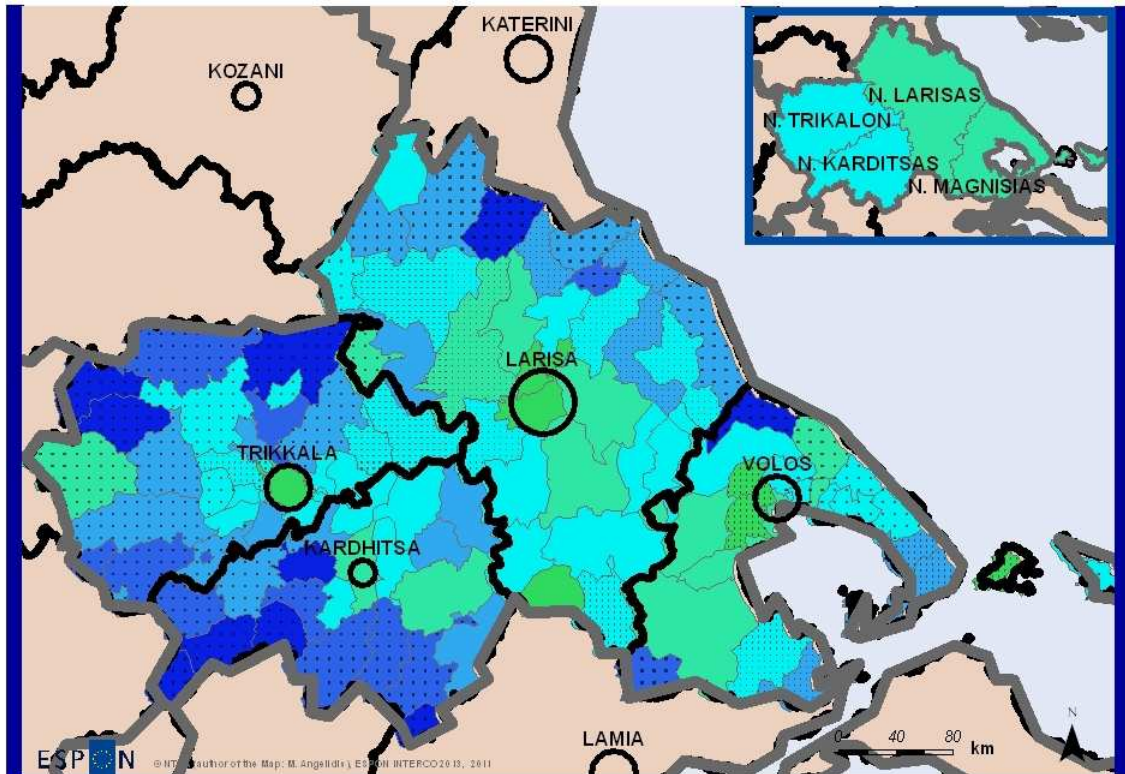 KATERINI
KOZANI
N. LARISAS
N. TRIKALON
N. KARDITSAS
N. MAGNISIAS
LARISA
TRIKKALA
VOLOS
KARDHITSA
LAMIA
N
0 40 80
km
ESPON
author of the Map: M. Angelidis, ESPON INTERCO 2013, 2011